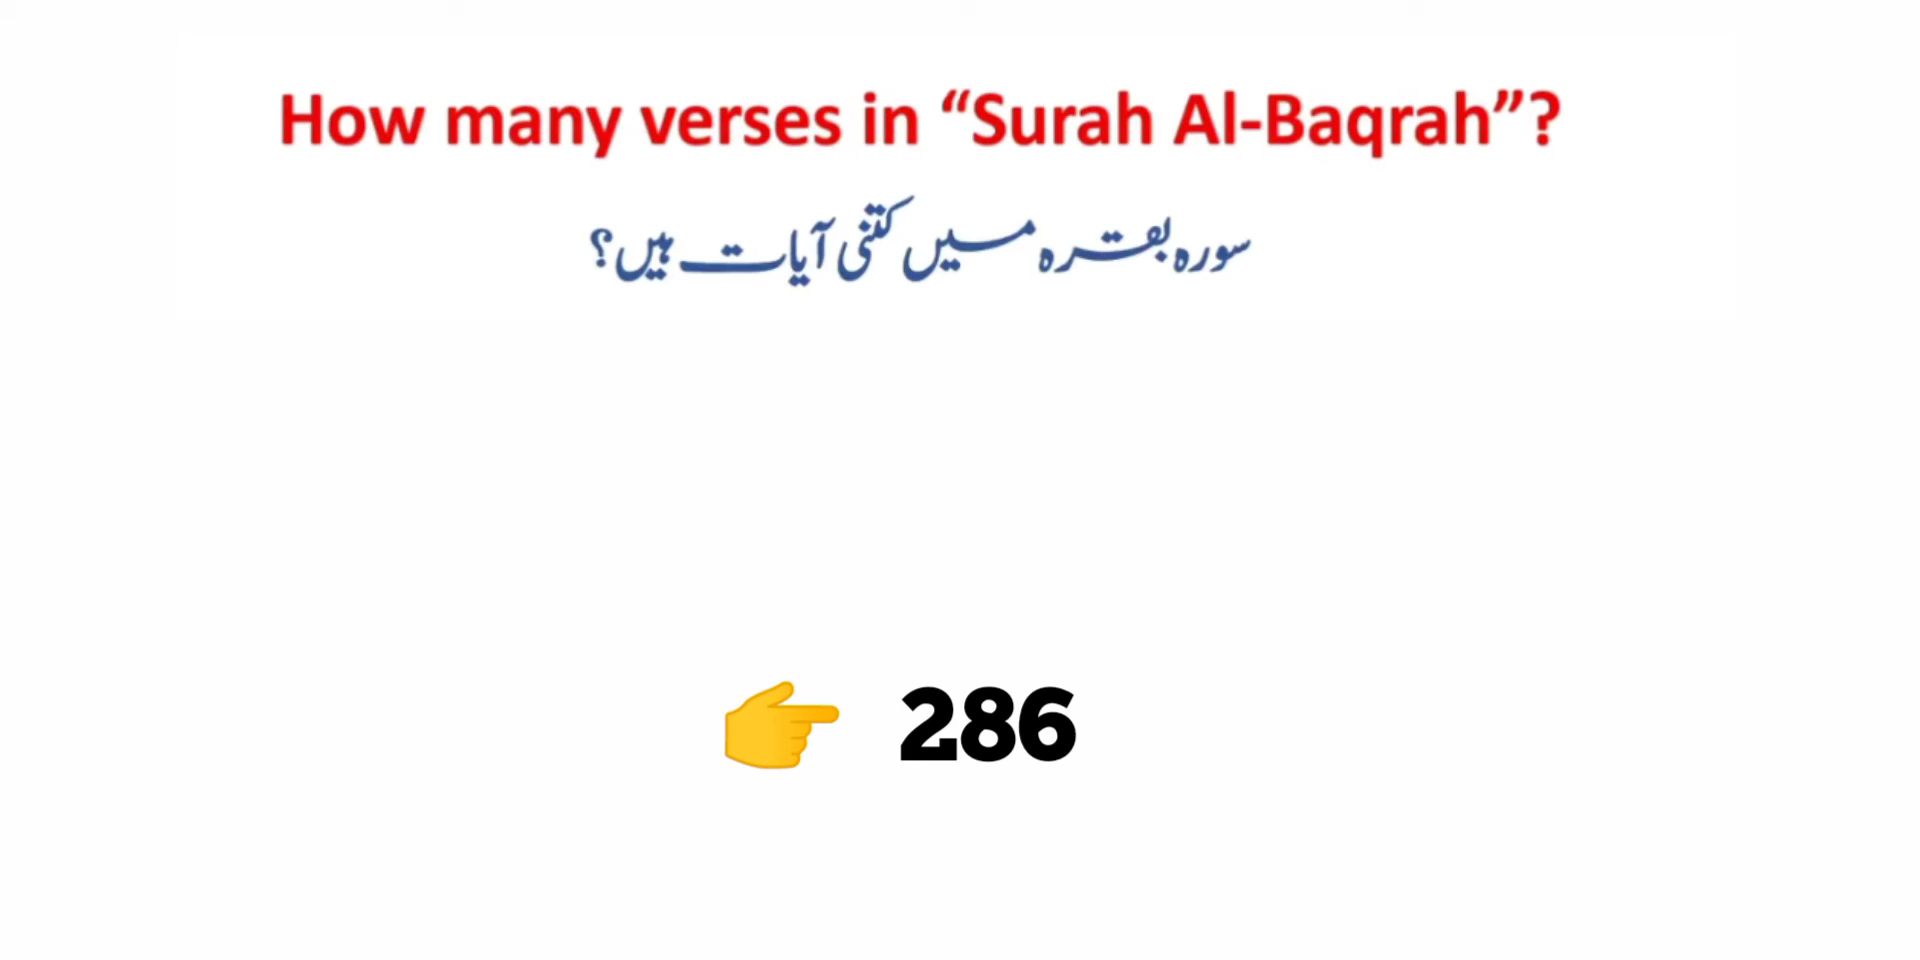 How many verses in “Surah Al-Baqrah”?
سورہ بقرہ میں کتنی آیات ہیں؟
👉 286